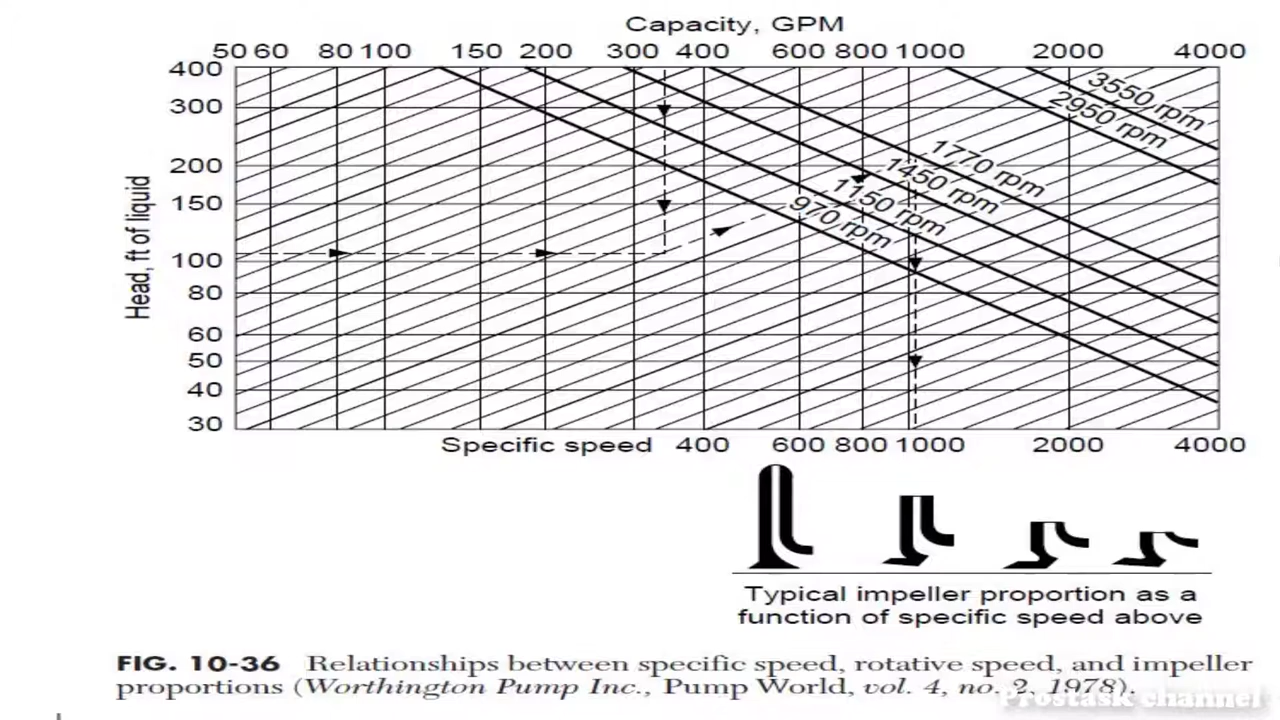 Capacity, GPM
50 60 80 100 150 200 300 400 600 800 1000 2000 4000
400
300
200
150
100
80
60
50
40
30
Head, ft of liquid
3550 rpm
2950 rpm
1770 rpm
1450 rpm
1150 rpm
970 rpm
Specific speed 400 600 800 1000 2000 4000
Typical impeller proportion as a
function of specific speed above
FIG. 10-36 Relationships between specific speed, rotative speed, and impeller
proportions (Worthington Pump Inc., Pump World, vol. 4, no. 2, 1978).
Prostask channel